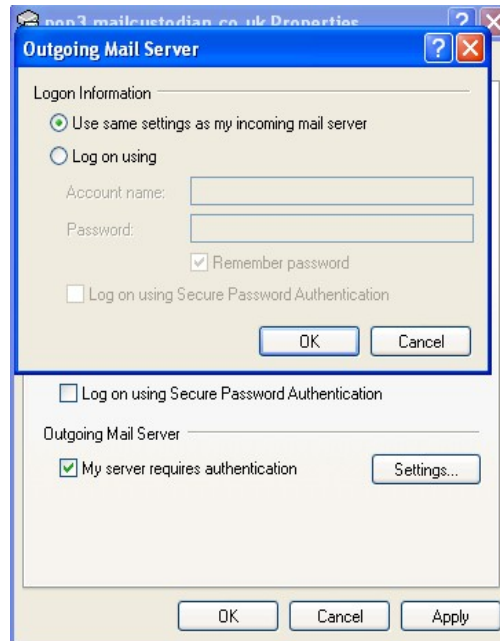 pop3.mailcustodian.co.uk Properties
Outgoing Mail Server
Logon Information
Use same settings as my incoming mail server
Log on using
Account name:
Password:
Remember password
Log on using Secure Password Authentication
OK Cancel
Log on using Secure Password Authentication
Outgoing Mail Server
My server requires authentication Settings...
OK Cancel Apply